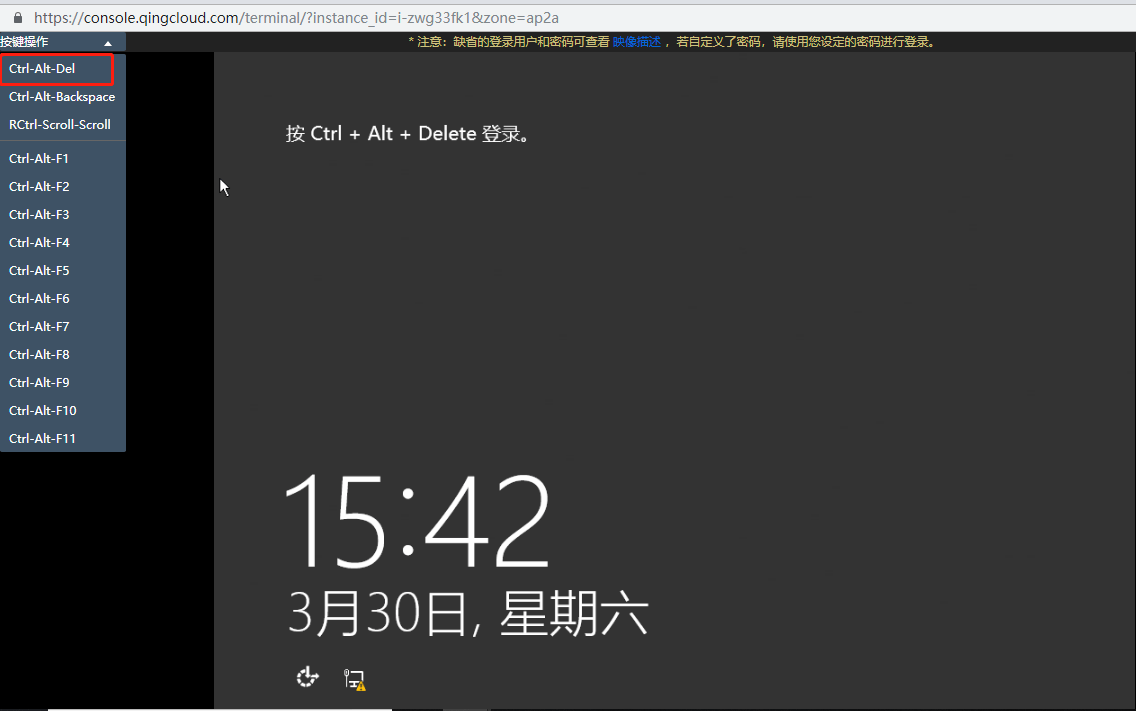 https://console.qingcloud.com/terminal/?instance_id=i-zwg33fk1&zone=ap2a
按键操作
* 注意：缺省的登录用户和密码可查看 映像描述 ，若自定义了密码，请使用您设定的密码进行登录。
Ctrl-Alt-Del
Ctrl-Alt-Backspace
RCtrl-Scroll-Scroll
Ctrl-Alt-F1
Ctrl-Alt-F2
Ctrl-Alt-F3
Ctrl-Alt-F4
Ctrl-Alt-F5
Ctrl-Alt-F6
Ctrl-Alt-F7
Ctrl-Alt-F8
Ctrl-Alt-F9
Ctrl-Alt-F10
Ctrl-Alt-F11
按 Ctrl + Alt + Delete 登录。
15:42
3月30日, 星期六